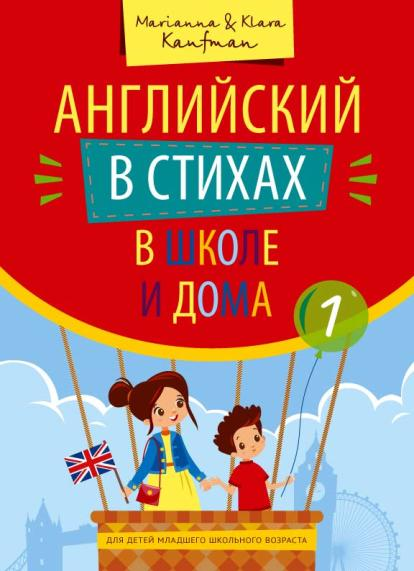 Marianna & Klara
Kaufman
АНГЛИЙСКИЙ
В СТИХАХ
В ШКОЛЕ
И ДОМА
1
ДЛЯ ДЕТЕЙ МЛАДШЕГО ШКОЛЬНОГО ВОЗРАСТА